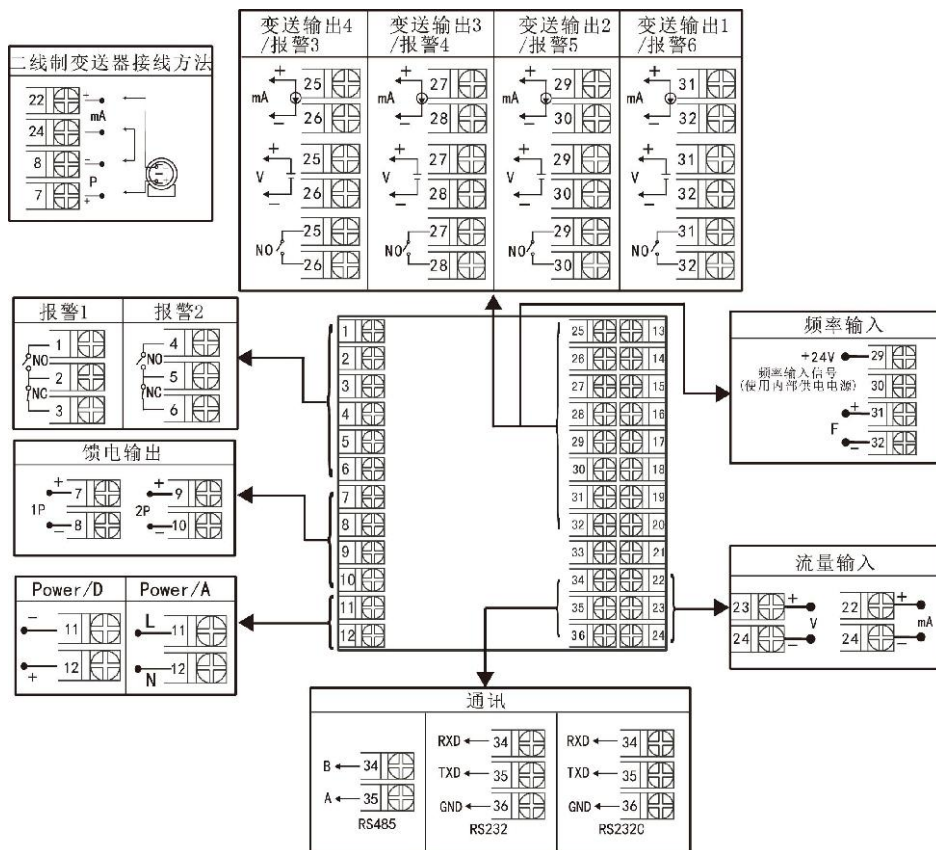 变送输出4
/报警3
变送输出3
/报警4
变送输出2
/报警5
变送输出1
/报警6
+
mA
−
25
26
+
mA
−
27
28
+
mA
−
29
30
+
mA
−
31
32
+
V
−
25
26
+
V
−
27
28
+
V
−
29
30
+
V
−
31
32
NO
25
26
NO
27
28
NO
29
30
NO
31
32
二线制变送器接线方法
22
+
mA
24
8
−
P
7
+
报警1
报警2
1
NO
2
NC
3
4
NO
5
NC
6
馈电输出
+
7
1P
−
8
+
9
2P
−
10
Power/D
Power/A
−
11
+
12
L
11
N
12
1
2
3
4
5
6
7
8
9
10
11
12
25
13
26
14
27
15
28
16
29
17
30
18
31
19
32
20
33
21
34
22
35
23
36
24
频率输入
+24V
29
频率输入信号
(使用内部供电电源)
30
+
31
F
−
32
流量输入
23
+
V
24
−
22
+
mA
24
−
通讯
B
34
A
35
RS485
RXD
34
TXD
35
GND
36
RS232
RXD
34
TXD
35
GND
36
RS232C